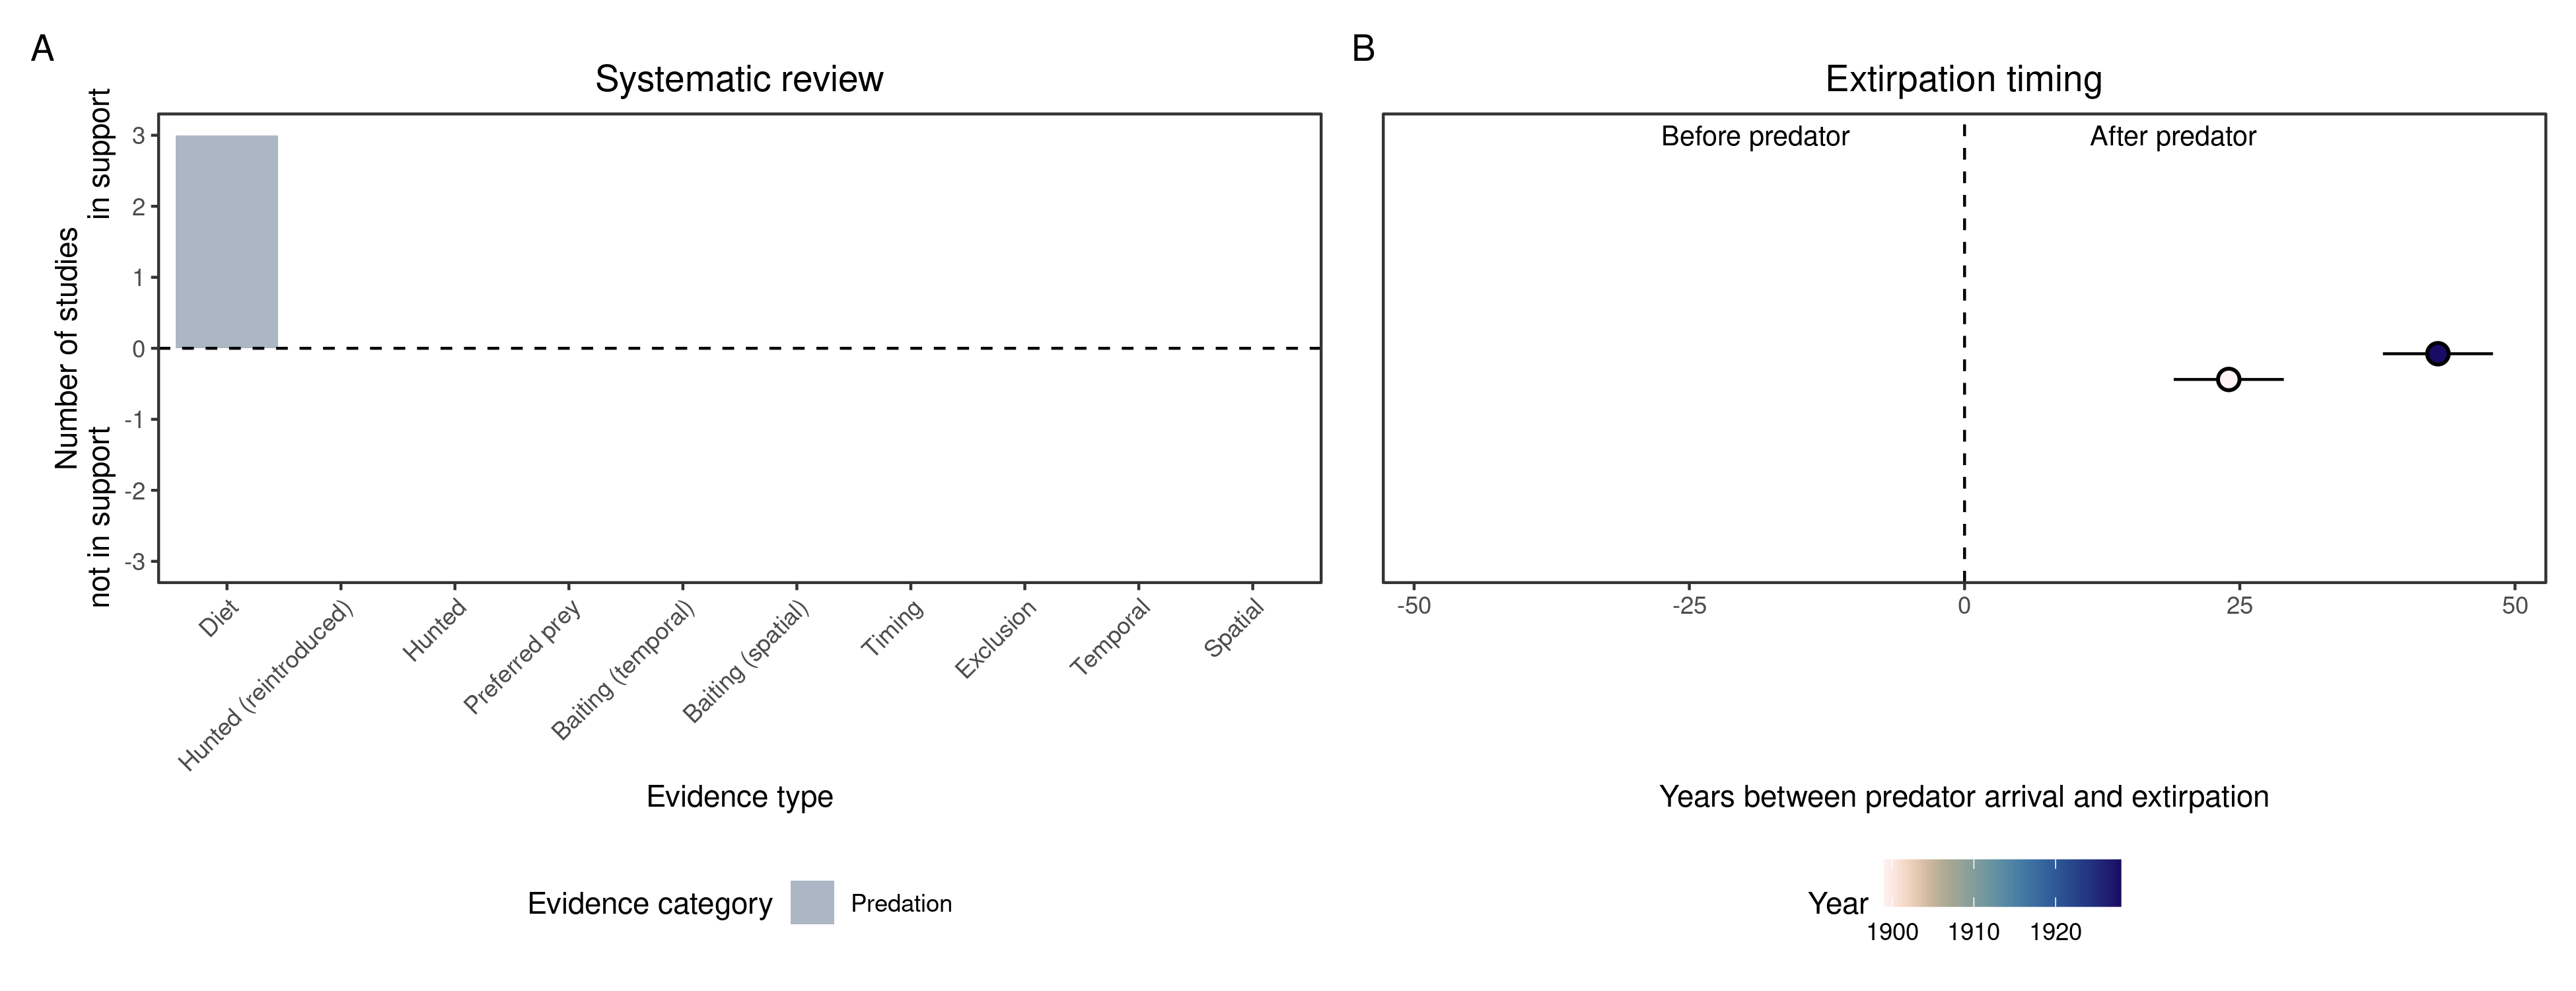 A
Systematic review
Number of studies
not in support
in support
3
2
1
0
-1
-2
-3
Diet
Hunted (reintroduced)
Hunted
Preferred prey
Baiting (temporal)
Baiting (spatial)
Timing
Exclusion
Temporal
Spatial
Evidence type
Evidence category
Predation
B
Extirpation timing
Before predator
After predator
-50
-25
0
25
50
Years between predator arrival and extirpation
Year
1900
1910
1920